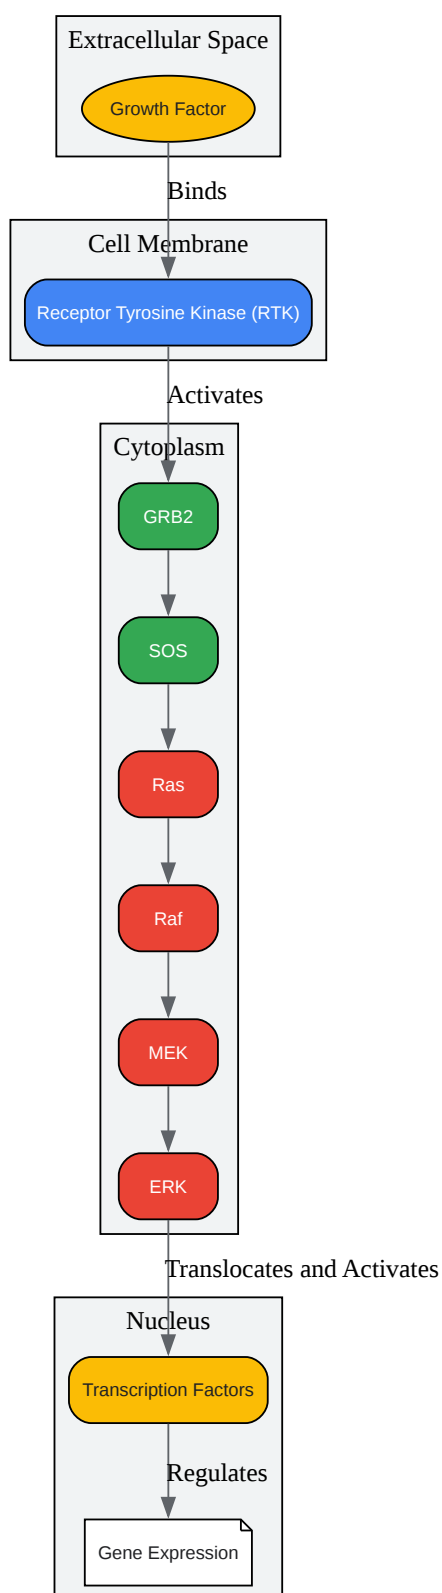 Extracellular Space
Growth Factor
Binds
Cell Membrane
Receptor Tyrosine Kinase (RTK)
Activates
Cytoplasm
GRB2
SOS
Ras
Raf
MEK
ERK
Translocates and Activates
Nucleus
Transcription Factors
Regulates
Gene Expression